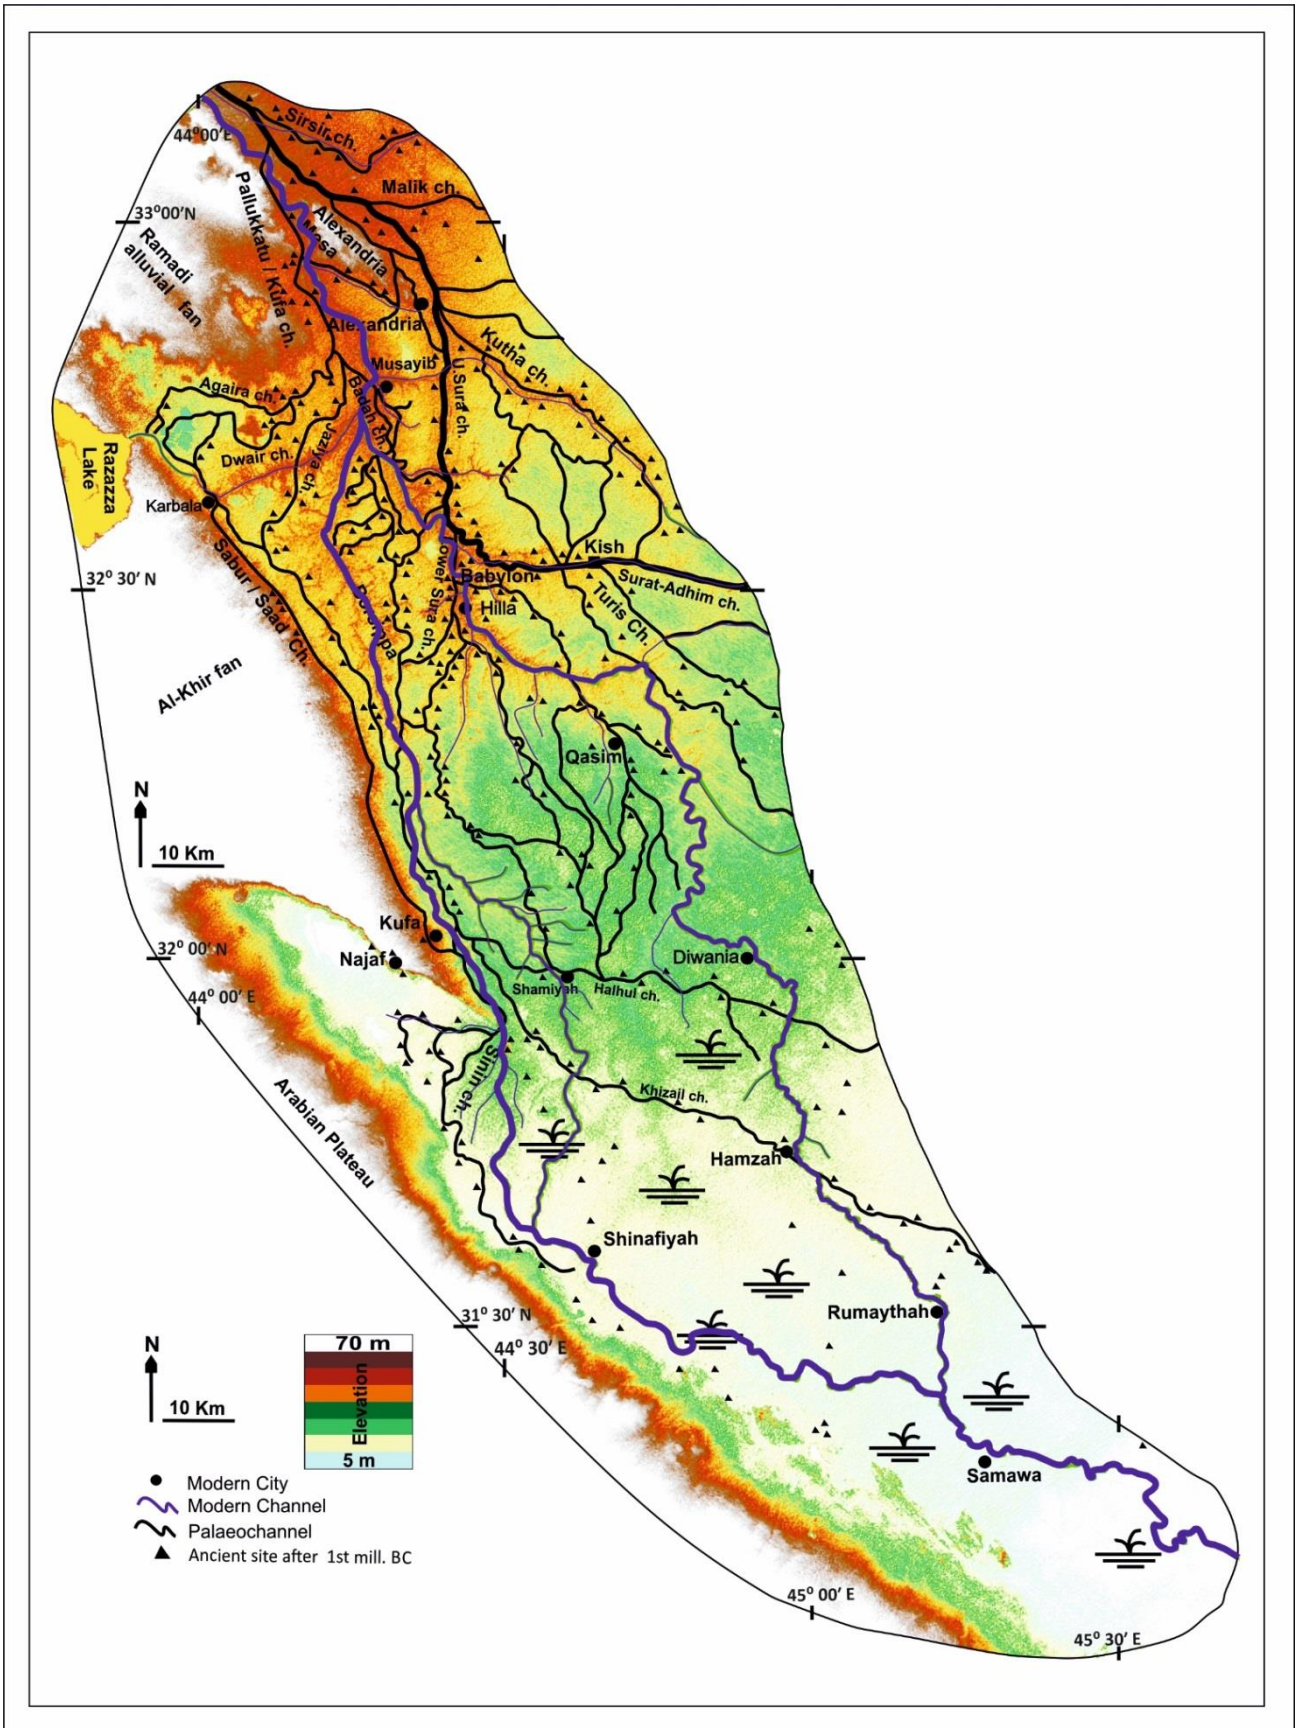 Sirsir ch.
44°00'E
Malik ch.
Pallukkatu / Kufa ch.
33°00'N
Alexandria
Masa
Ramadi
alluvial fan
Alexandria
Kutha ch.
Musayib
U.Sura ch.
Badah ch.
Agaira ch.
Jaziya ch.
Dwair ch.
Razazza
Lake
Karbala
Kish
Sabur / Saad Ch.
Lower Sura ch.
Babylon
Surat-Adhim ch.
32° 30' N
Turis Ch.
Hilla
Al-Khir fan
Qasim
N
10 Km
Kufa
32° 00' N
Najaf
Diwania
44° 00' E
Shamiyah
Halhul ch.
Sinin ch.
Arabian Plateau
Khizail ch.
Hamzah
Shinafiyah
31° 30' N
Rumaythah
44° 30' E
N
70 m
Elevation
10 Km
5 m
Samawa
Modern City
Modern Channel
Palaeochannel
Ancient site after 1st mill. BC
45° 00' E
45° 30' E